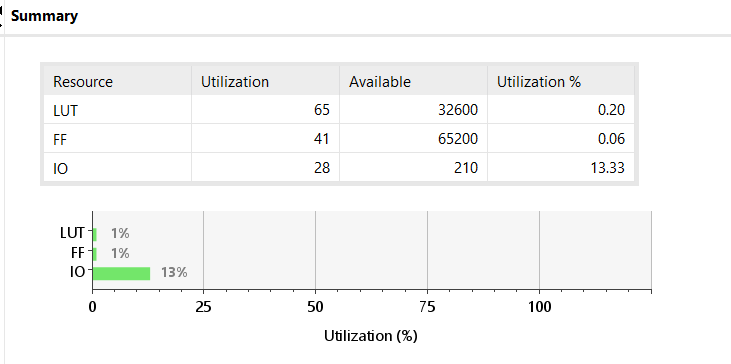 Summary
Resource Utilization Available Utilization %
LUT 65 32600 0.20
FF 41 65200 0.06
IO 28 210 13.33
LUT 1%
FF 1%
IO 13%
0 25 50 75 100
Utilization (%)